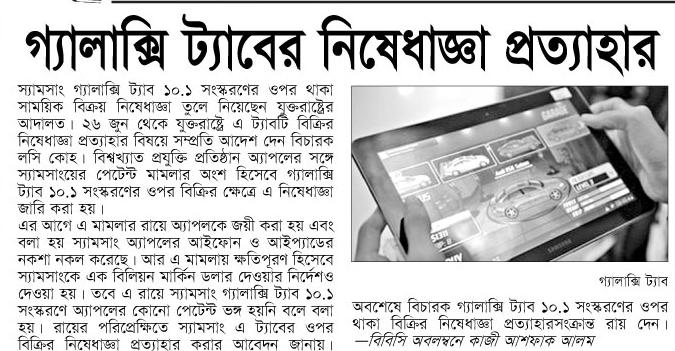 গ্যালাক্সি ট্যাবের নিষেধাজ্ঞা প্রত্যাহার
স্যামসাং গ্যালাক্সি ট্যাব ১০.১ সংস্করণের ওপর থাকা
সাময়িক বিক্রয় নিষেধাজ্ঞা তুলে নিয়েছেন যুক্তরাষ্ট্রের
আদালত। ২৬ জুন থেকে যুক্তরাষ্ট্রে এ ট্যাবটি বিক্রির
নিষেধাজ্ঞা প্রত্যাহার বিষয়ে সম্প্রতি আদেশ দেন বিচারক
লসি কোহ। বিশ্বখ্যাত প্রযুক্তি প্রতিষ্ঠান অ্যাপলের সঙ্গে
স্যামসাংয়ের পেটেন্ট মামলার অংশ হিসেবে গ্যালাক্সি
ট্যাব ১০.১ সংস্করণের ওপর বিক্রির ক্ষেত্রে এ নিষেধাজ্ঞা
জারি করা হয়।
এর আগে এ মামলার রায়ে অ্যাপলকে জয়ী করা হয় এবং
বলা হয় স্যামসাং অ্যাপলের আইফোন ও আইপ্যাডের
নকশা নকল করেছে। আর এ মামলায় ক্ষতিপূরণ হিসেবে
স্যামসাংকে এক বিলিয়ন মার্কিন ডলার দেওয়ার নির্দেশও
দেওয়া হয়। তবে এ রায়ে স্যামসাং গ্যালাক্সি ট্যাব ১০.১
সংস্করণে অ্যাপলের কোনো পেটেন্ট ভঙ্গ হয়নি বলে বলা
হয়। রায়ের পরিপ্রেক্ষিতে স্যামসাং এ ট্যাবের ওপর
বিক্রির নিষেধাজ্ঞা প্রত্যাহার করার আবেদন জানায়।
GARAGE
Audi
LEVEL
SAMSUNG
গ্যালাক্সি ট্যাব
অবশেষে বিচারক গ্যালাক্সি ট্যাব ১০.১ সংস্করণের ওপর
থাকা বিক্রির নিষেধাজ্ঞা প্রত্যাহারসংক্রান্ত রায় দেন।
—বিবিসি অবলম্বনে কাজী আশফাক আলম